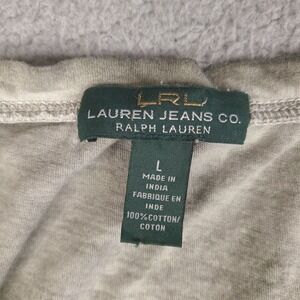 LRL
LAUREN JEANS CO.
RALPH LAUREN
L
MADE IN
INDIA
FABRIQUE EN
INDE
100%COTTON/
COTON